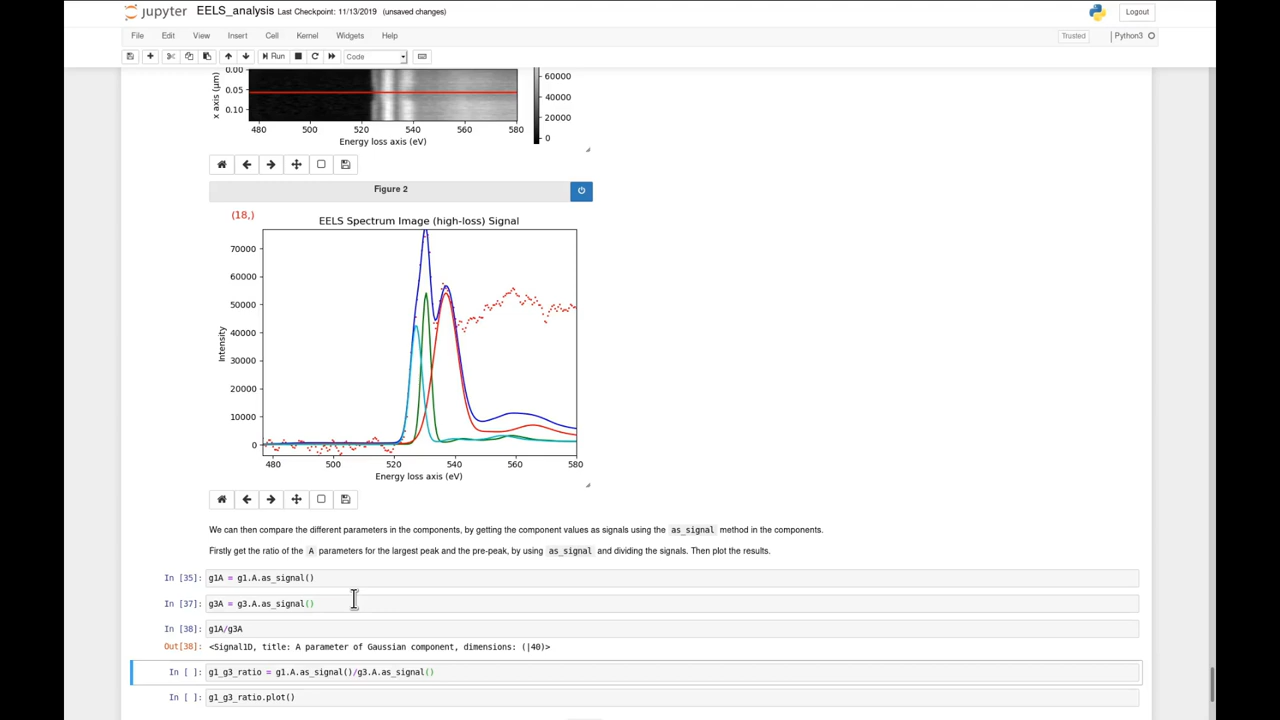 jupyter EELS_analysis Last Checkpoint: 11/13/2019 (unsaved changes) Logout
File Edit View Insert Cell Kernel Widgets Help Trusted Python3
Run Code
x axis (μm)
0.00
0.05
0.10
480 500 520 540 560 580
Energy loss axis (eV)
60000
40000
20000
0
Figure 2
(18,)
EELS Spectrum Image (high-loss) Signal
Intensity
70000
60000
50000
40000
30000
20000
10000
0
480 500 520 540 560 580
Energy loss axis (eV)
We can then compare the different parameters in the components, by getting the component values as signals using the as_signal method in the components.
Firstly get the ratio of the A parameters for the largest peak and the pre-peak, by using as_signal and dividing the signals. Then plot the results.
In [35]: g1A = g1.A.as_signal()
In [37]: g3A = g3.A.as_signal()
In [38]: g1A/g3A
Out[38]: <Signal1D, title: A parameter of Gaussian component, dimensions: (|40)>
In [ ]: g1_g3_ratio = g1.A.as_signal()/g3.A.as_signal()
In [ ]: g1_g3_ratio.plot()